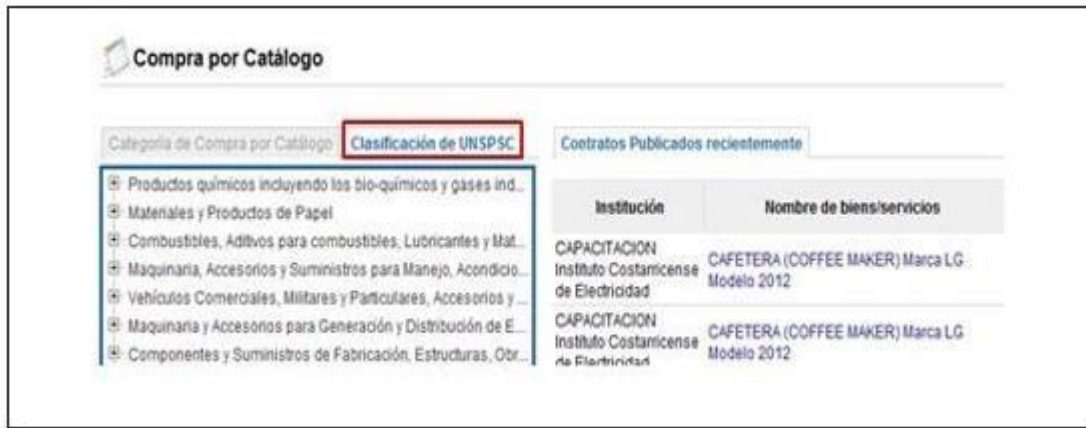 Compra por Catálogo
Categoría de Compra por Catálogo
Clasificación de UNSPSC
Productos químicos incluyendo los bio-químicos y gases ind...
Materiales y Productos de Papel
Combustibles, Aditivos para combustibles, Lubricantes y Mat...
Maquinaria, Accesorios y Suministros para Manejo, Acondicio...
Vehículos Comerciales, Militares y Particulares, Accesorios y ...
Maquinaria y Accesorios para Generación y Distribución de E...
Componentes y Suministros de Fabricación, Estructuras, Obr...
Contratos Publicados recientemente
Institución
Nombre de biens/servicios
CAPACITACION
Instituto Costarricense
de Electricidad
CAFETERA (COFFEE MAKER) Marca LG
Modelo 2012
CAPACITACION
Instituto Costarricense
de Electricidad
CAFETERA (COFFEE MAKER) Marca LG
Modelo 2012